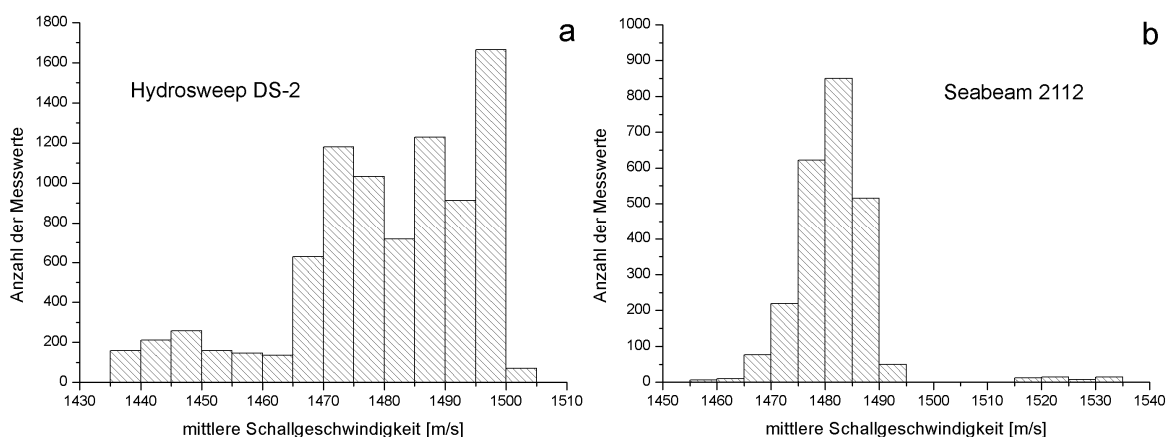 a
Hydrosweep DS-2
Anzahl der Messwerte
1800
1600
1400
1200
1000
800
600
400
200
0
1430 1440 1450 1460 1470 1480 1490 1500 1510
mittlere Schallgeschwindigkeit [m/s]
b
Seabeam 2112
Anzahl der Messwerte
1000
900
800
700
600
500
400
300
200
100
0
1450 1460 1470 1480 1490 1500 1510 1520 1530 1540
mittlere Schallgeschwindigkeit [m/s]